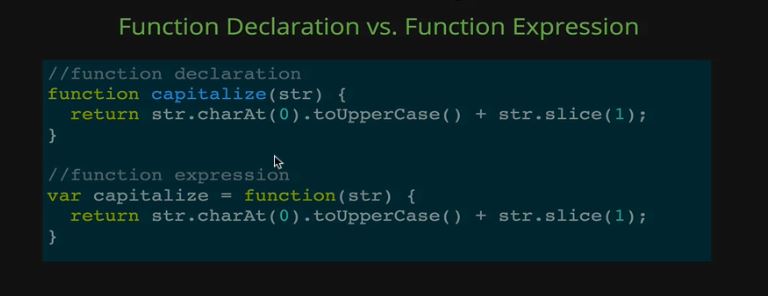 Function Declaration vs. Function Expression
//function declaration
function capitalize(str) {
  return str.charAt(0).toUpperCase() + str.slice(1);
}
//function expression
var capitalize = function(str) {
  return str.charAt(0).toUpperCase() + str.slice(1);
}